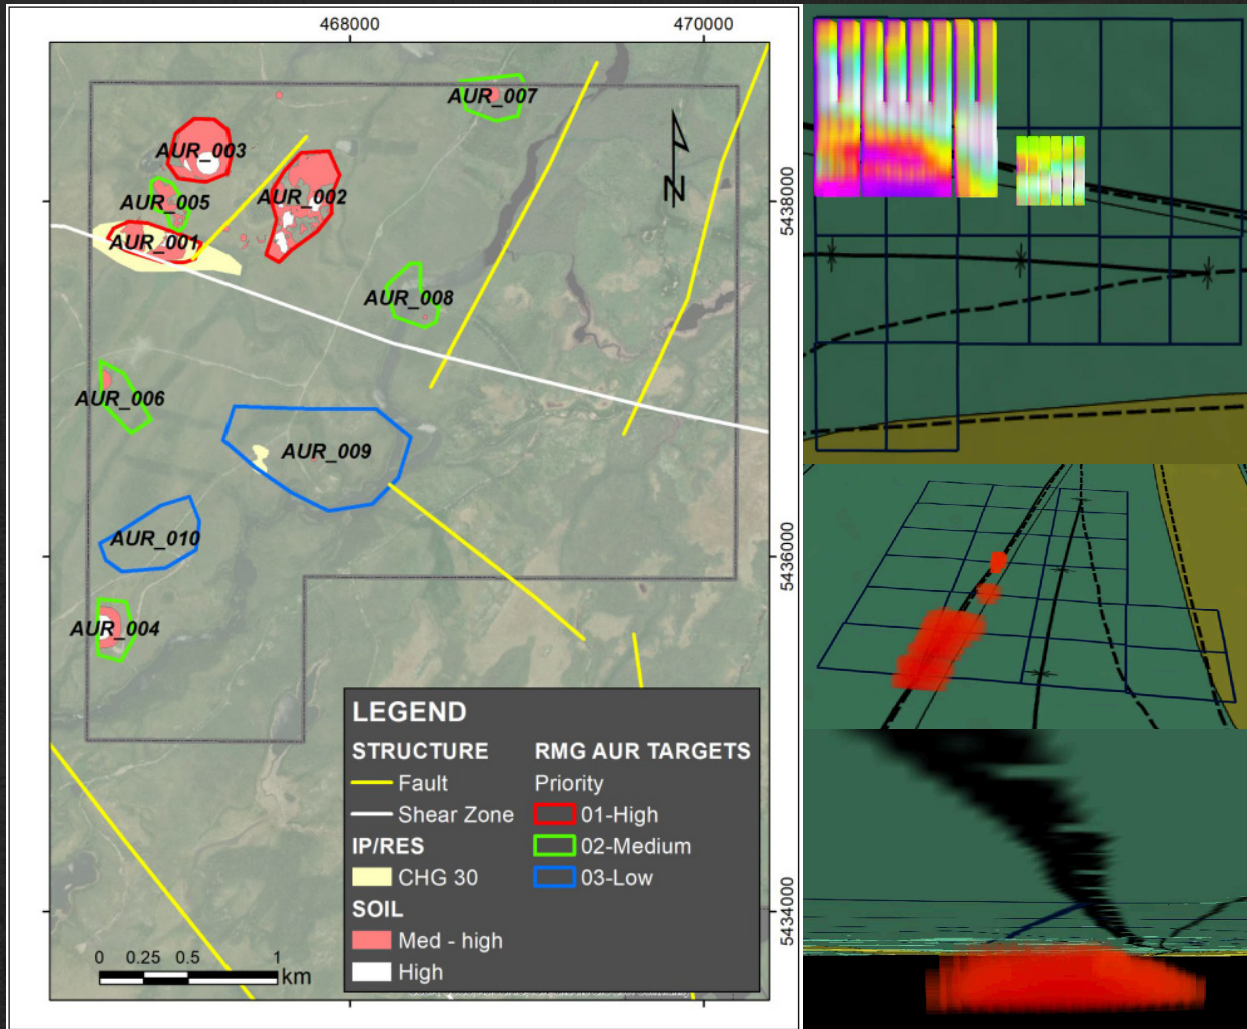 468000
470000
AUR_007
AUR_003
AUR_005
AUR_002
5438000
AUR_001
AUR_008
AUR_006
AUR_009
AUR_010
5436000
AUR_004
N
LEGEND
STRUCTURE
Fault
Shear Zone
IP/RES
CHG 30
SOIL
Med - high
High
RMG AUR TARGETS
Priority
01-High
02-Medium
03-Low
5434000
0 0.25 0.5 1
km